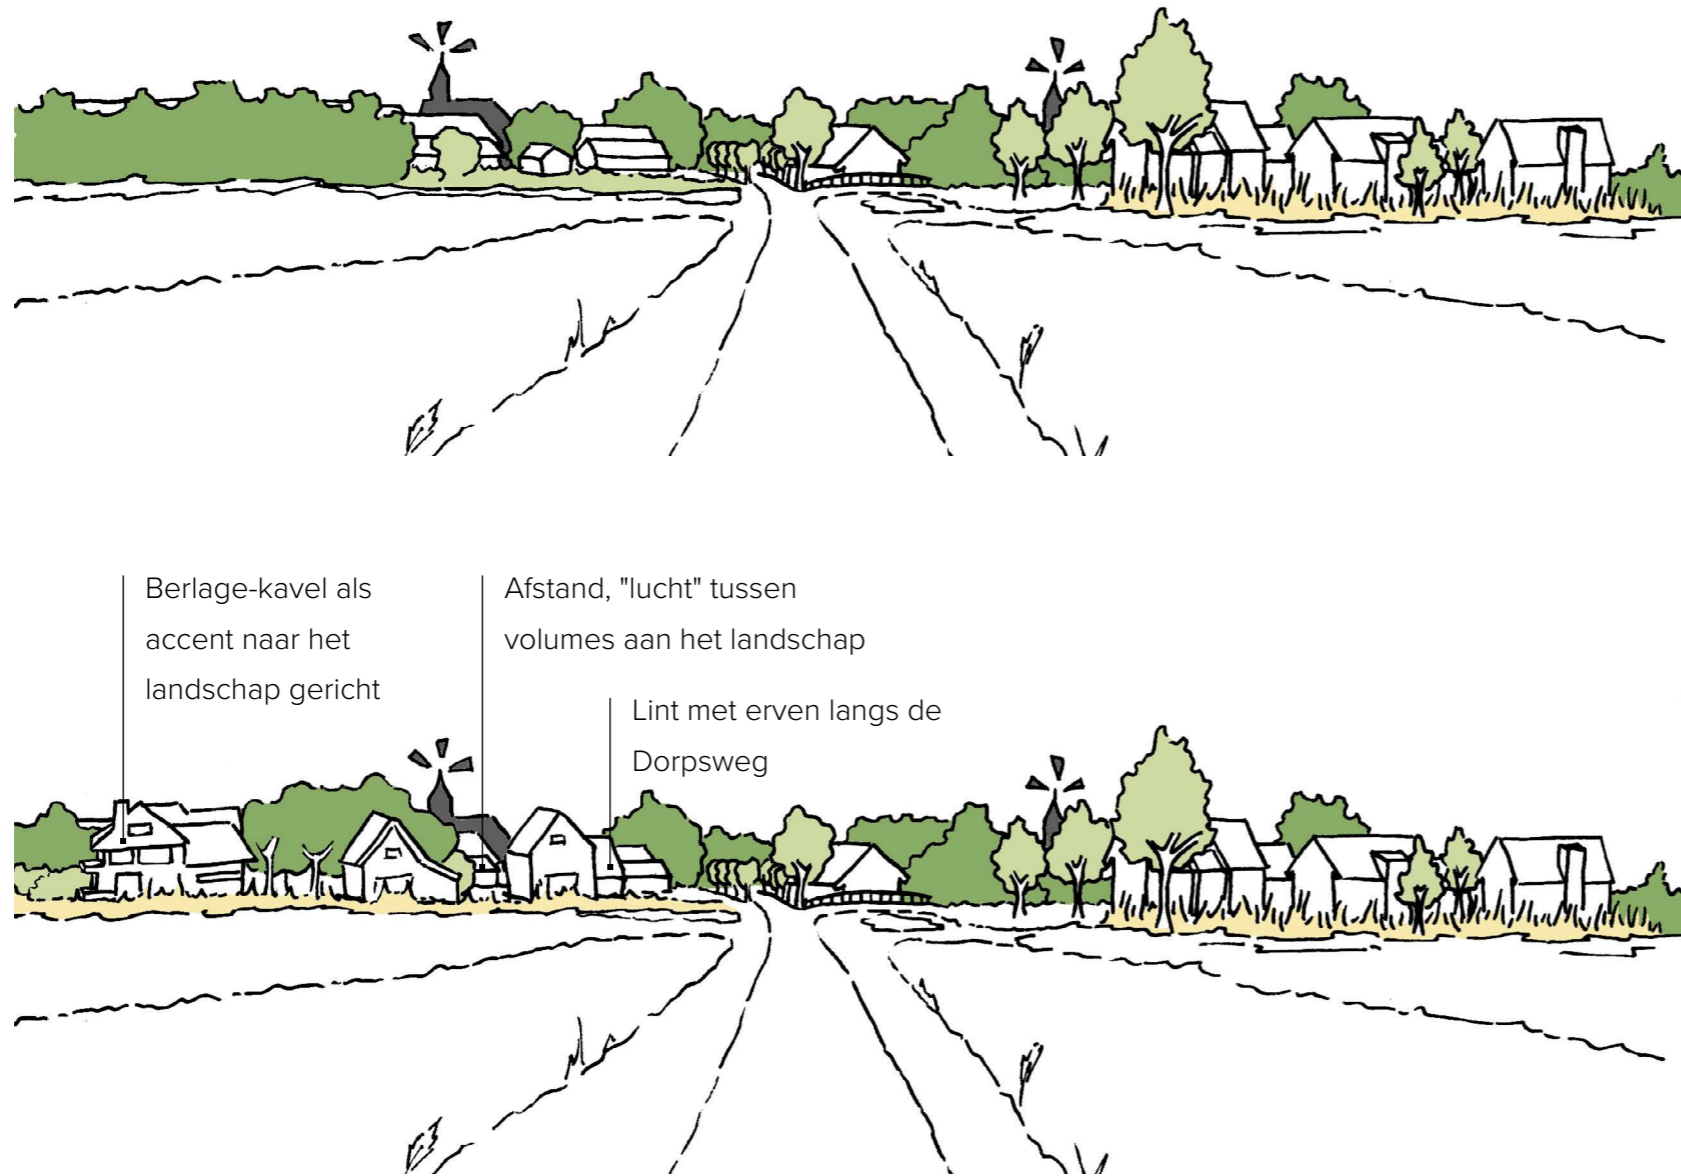 Berlage-kavel als
accent naar het
landschap gericht
Afstand, "lucht" tussen
volumes aan het landschap
Lint met erven langs de
Dorpsweg